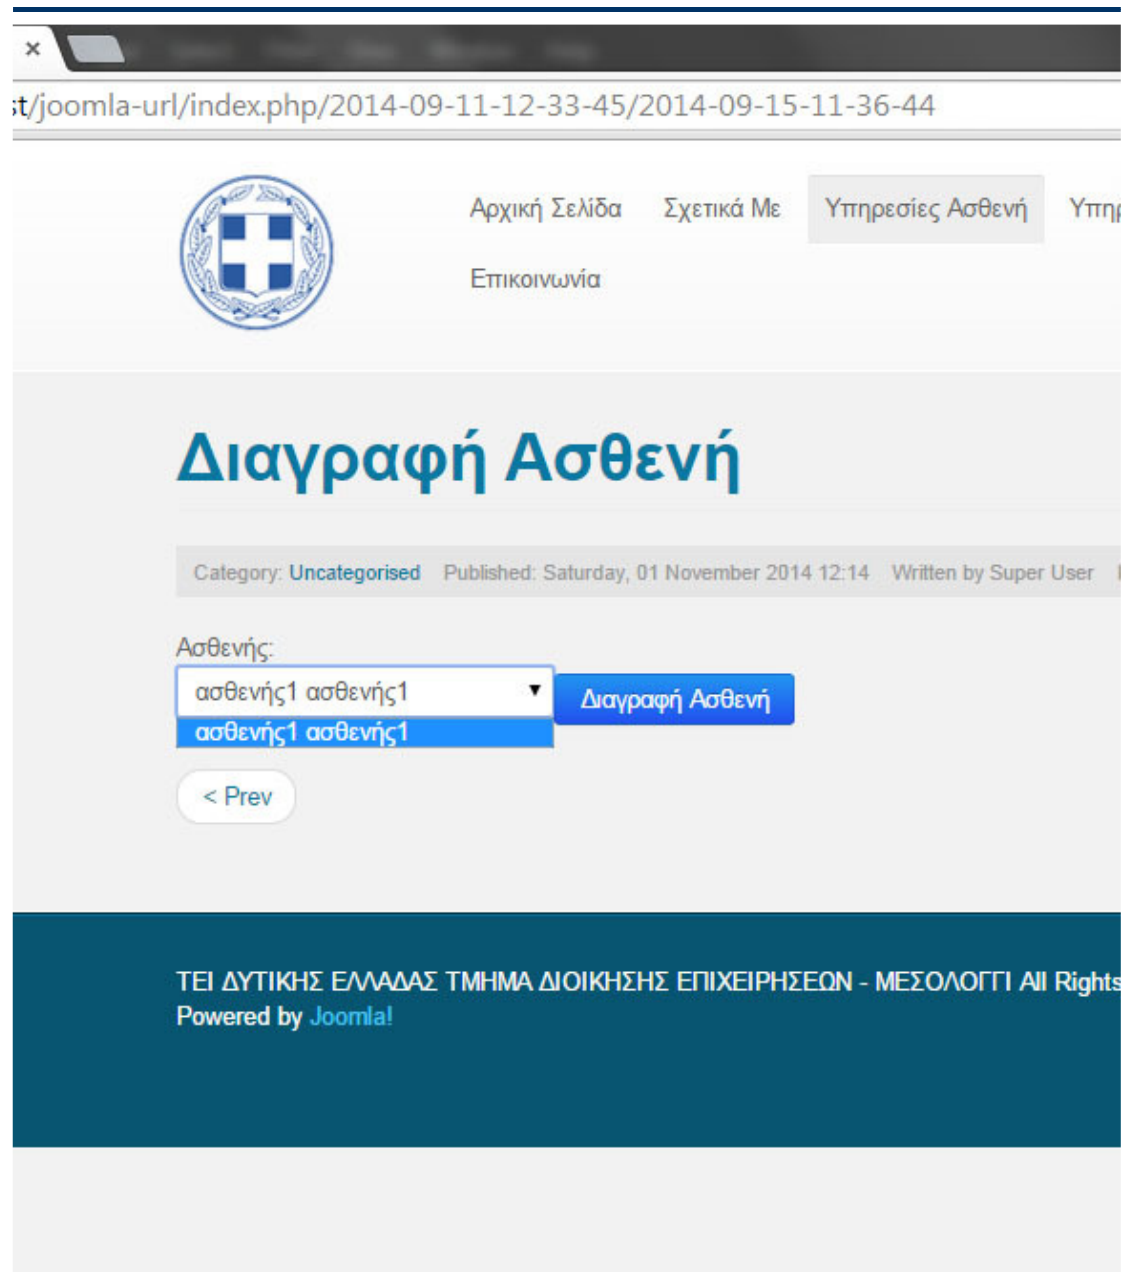 ×
st/joomla-url/index.php/2014-09-11-12-33-45/2014-09-15-11-36-44
Αρχική Σελίδα Σχετικά Με Υπηρεσίες Ασθενή
Επικοινωνία
Διαγραφή Ασθενή
Category: Uncategorised Published: Saturday, 01 November 2014 12:14 Written by Super User
Ασθενής:
ασθενής1 ασθενής1 ▼ Διαγραφή Ασθενή
ασθενής1 ασθενής1
< Prev
ΤΕΙ ΔΥΤΙΚΗΣ ΕΛΛΑΔΑΣ ΤΜΗΜΑ ΔΙΟΙΚΗΣΗΣ ΕΠΙΧΕΙΡΗΣΕΩΝ - ΜΕΣΟΛΟΓΓΙ All Rights
Powered by Joomla!